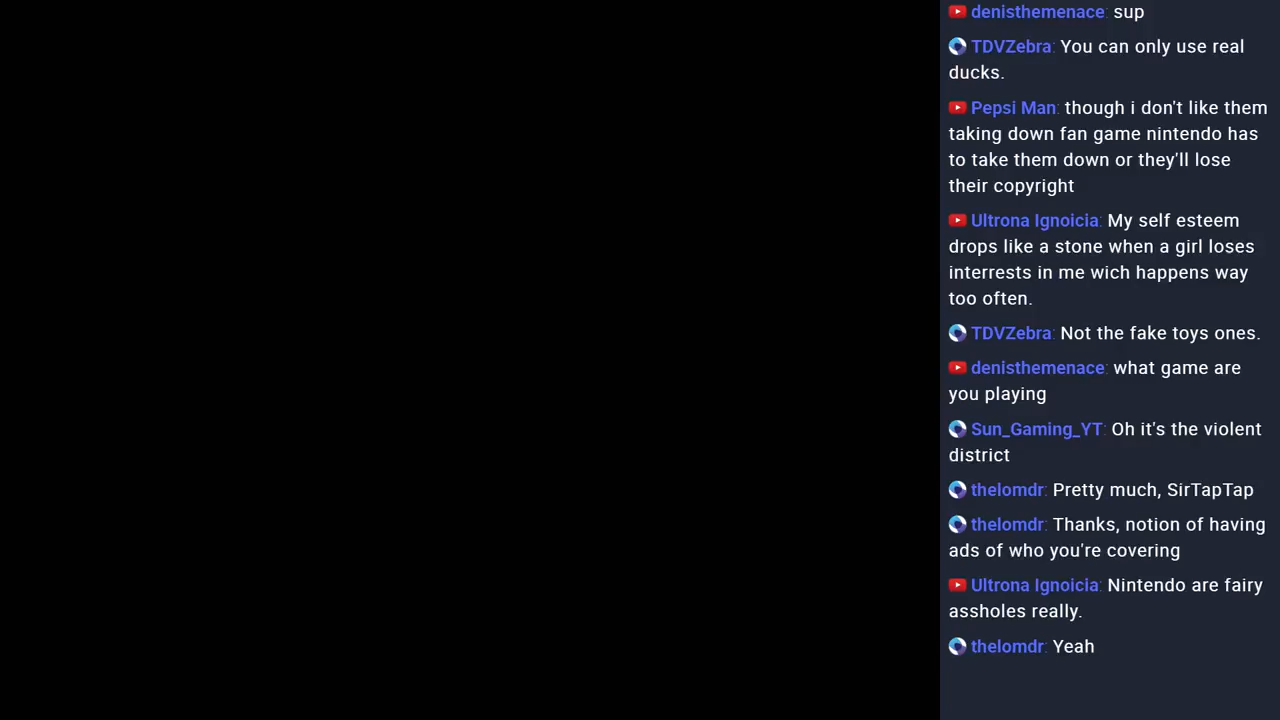 denisthemenace: sup
TDVZebra: You can only use real
ducks.
Pepsi Man: though i don't like them
taking down fan game nintendo has
to take them down or they'll lose
their copyright
Ultrona Ignoicia: My self esteem
drops like a stone when a girl loses
interrests in me wich happens way
too often.
TDVZebra: Not the fake toys ones.
denisthemenace: what game are
you playing
Sun_Gaming_YT: Oh it's the violent
district
thelomdr: Pretty much, SirTapTap
thelomdr: Thanks, notion of having
ads of who you're covering
Ultrona Ignoicia: Nintendo are fairy
assholes really.
thelomdr: Yeah